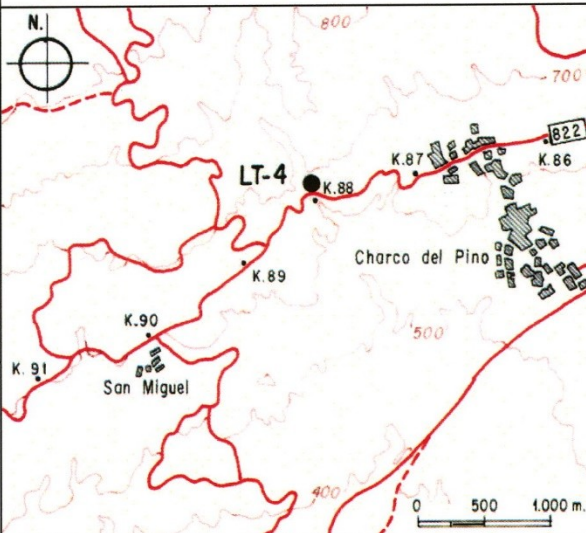 N.
800
700
822
K.86
K.87
LT-4
K.88
Charco del Pino
K.89
500
K.90
K.91
San Miguel
400
0 500 1.000 m.